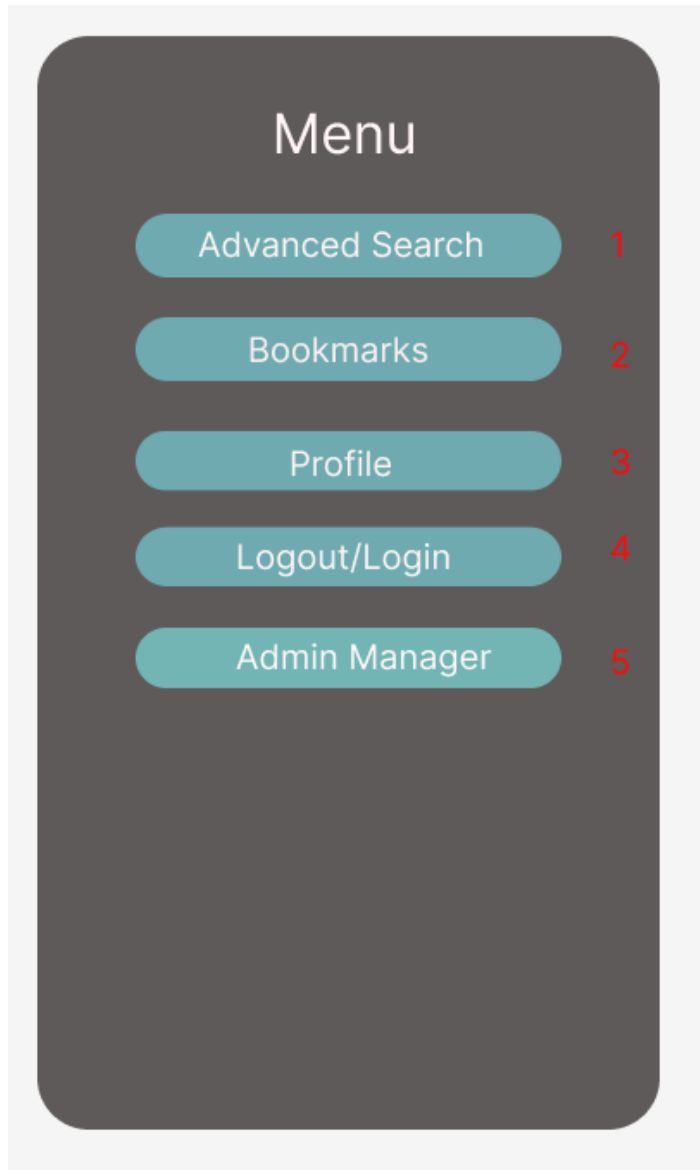 Menu
Advanced Search 1
Bookmarks 2
Profile 3
Logout/Login 4
Admin Manager 5